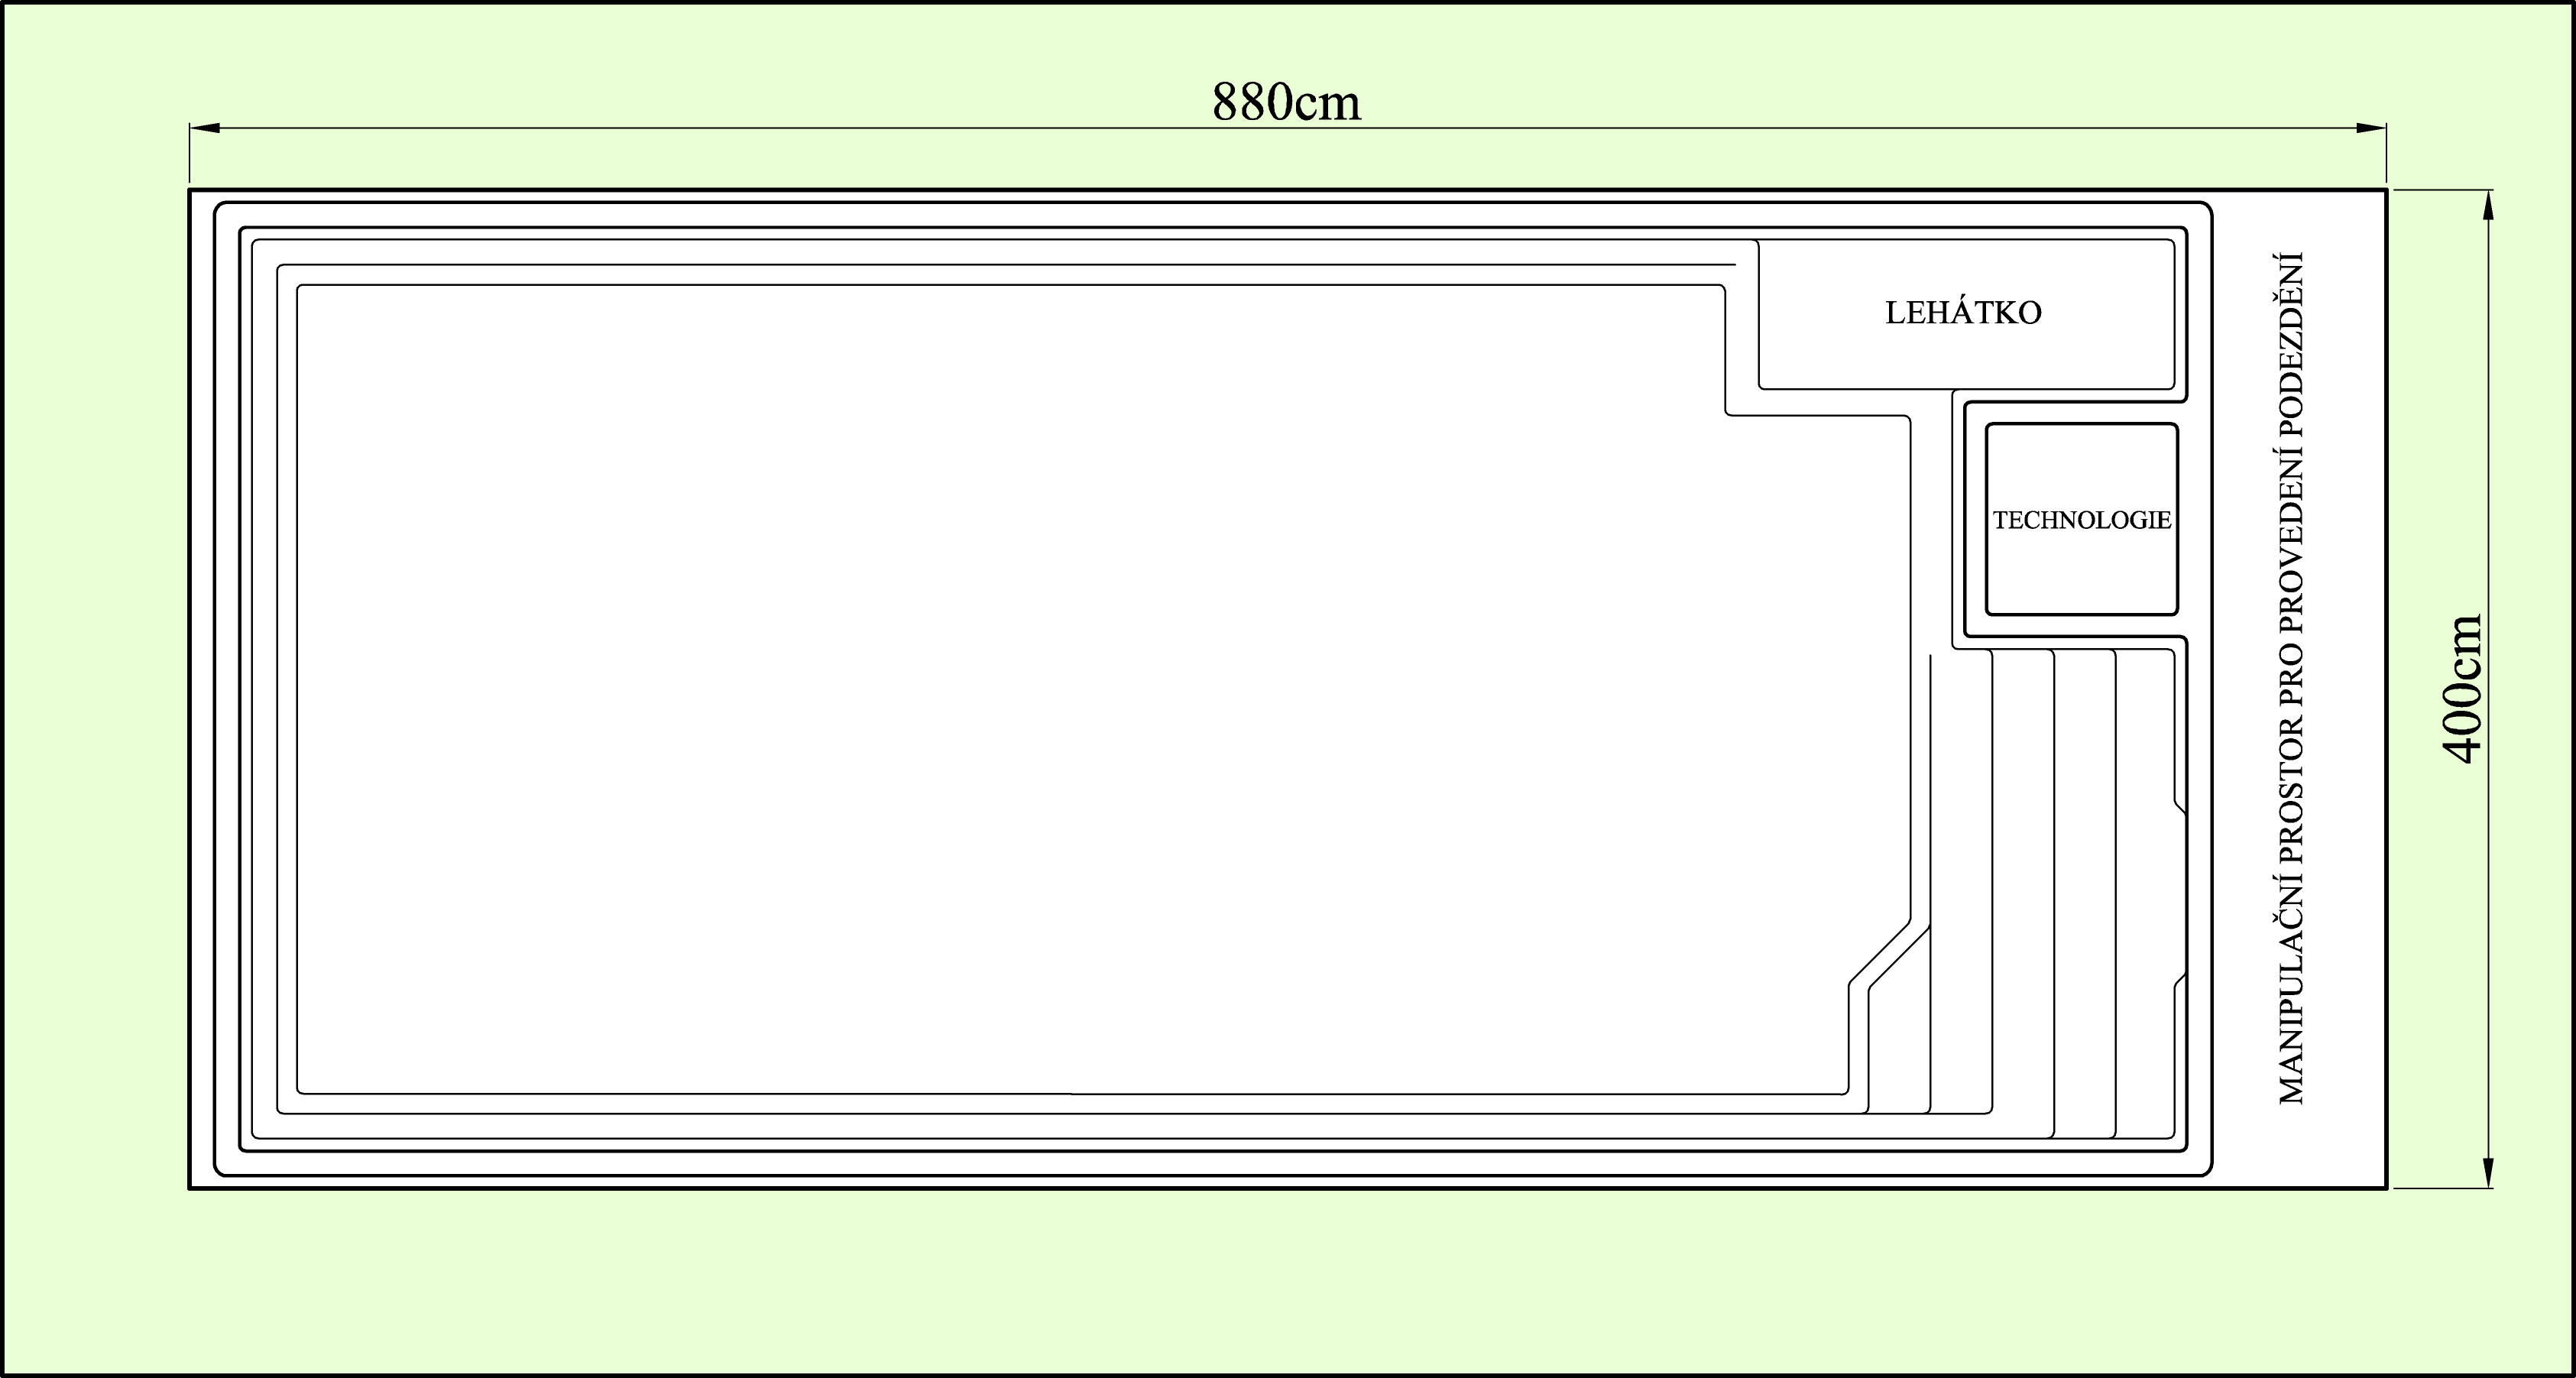 880cm
LEHÁTKO
TECHNOLOGIE
MANIPULAČNÍ PROSTOR PRO PROVEDENÍ PODEZDĚNÍ
400cm